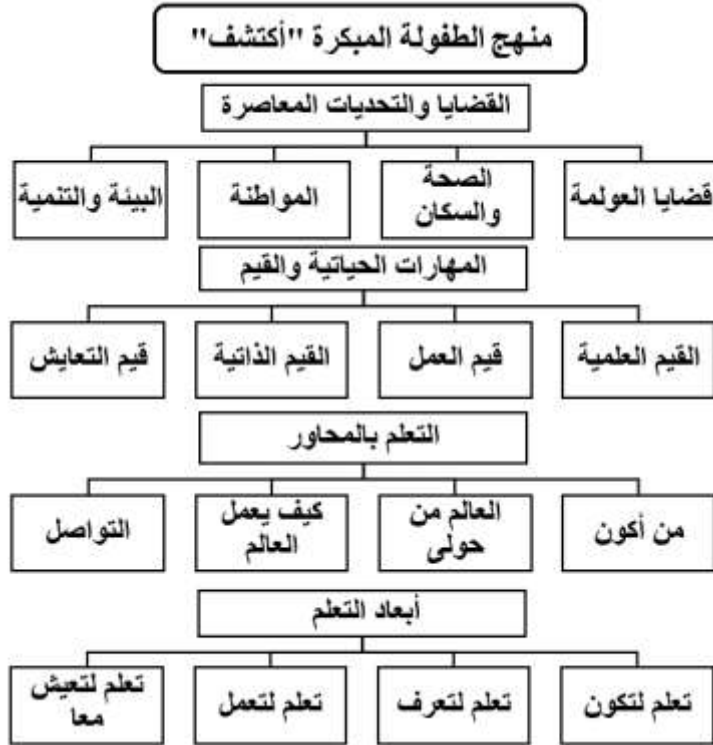 منهج الطفولة المبكرة "أكتشف"
القضايا والتحديات المعاصرة
قضايا العولمة
الصحة
والسكان
المواطنة
البيئة والتنمية
المهارات الحياتية والقيم
القيم العلمية
قيم العمل
القيم الذاتية
قيم التعايش
التعلم بالمحاور
من أكون
العالم من
حولى
كيف يعمل
العالم
التواصل
أبعاد التعلم
تعلم لتكون
تعلم لتعرف
تعلم لتعمل
تعلم لتعيش
معا